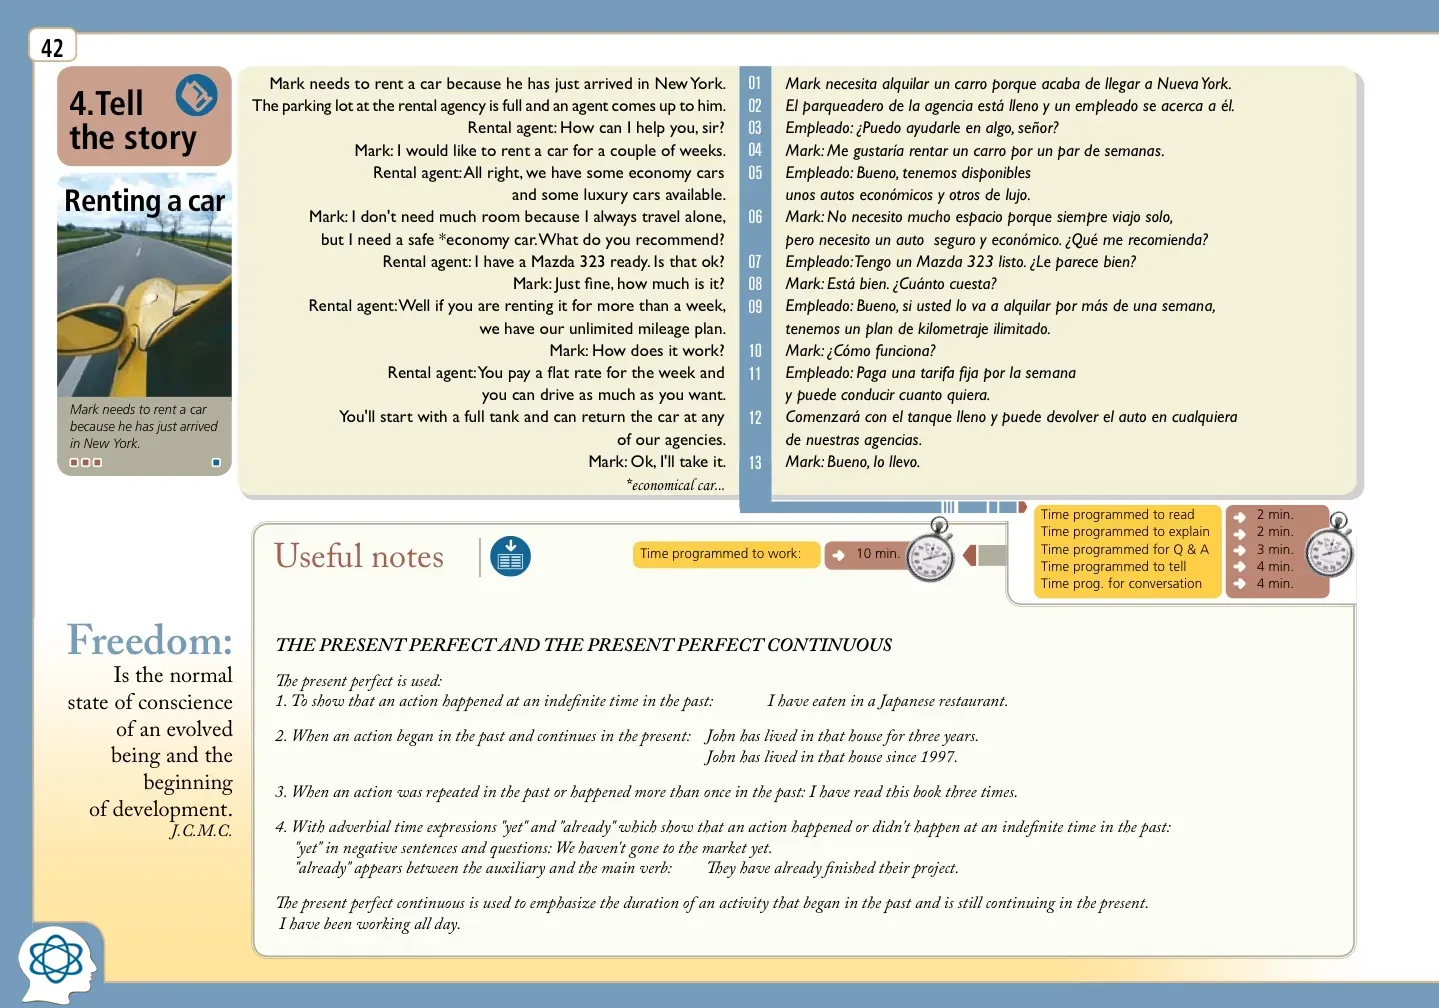 42
4.Tell
the story
Renting a car
Mark needs to rent a car
because he has just arrived
in New York.
Mark needs to rent a car because he has just arrived in New York.
The parking lot at the rental agency is full and an agent comes up to him.
Rental agent: How can I help you, sir?
Mark: I would like to rent a car for a couple of weeks.
Rental agent: All right, we have some economy cars
and some luxury cars available.
Mark: I don't need much room because I always travel alone,
but I need a safe *economy car. What do you recommend?
Rental agent: I have a Mazda 323 ready. Is that ok?
Mark: Just fine, how much is it?
Rental agent: Well if you are renting it for more than a week,
we have our unlimited mileage plan.
Mark: How does it work?
Rental agent: You pay a flat rate for the week and
you can drive as much as you want.
You'll start with a full tank and can return the car at any
of our agencies.
Mark: Ok, I'll take it.
*economical car...
01
02
03
04
05
06
07
08
09
10
11
12
13
Mark necesita alquilar un carro porque acaba de llegar a Nueva York.
El parqueadero de la agencia está lleno y un empleado se acerca a él.
Empleado: ¿Puedo ayudarle en algo, señor?
Mark: Me gustaría rentar un carro por un par de semanas.
Empleado: Bueno, tenemos disponibles
unos autos económicos y otros de lujo.
Mark: No necesito mucho espacio porque siempre viajo solo,
pero necesito un auto seguro y económico. ¿Qué me recomienda?
Empleado: Tengo un Mazda 323 listo. ¿Le parece bien?
Mark: Está bien. ¿Cuánto cuesta?
Empleado: Bueno, si usted lo va a alquilar por más de una semana,
tenemos un plan de kilometraje ilimitado.
Mark: ¿Cómo funciona?
Empleado: Paga una tarifa fija por la semana
y puede conducir cuanto quiera.
Comenzará con el tanque lleno y puede devolver el auto en cualquiera
de nuestras agencias.
Mark: Bueno, lo llevo.
Time programmed to read 2 min.
Time programmed to explain 2 min.
Time programmed for Q & A 3 min.
Time programmed to tell 4 min.
Time prog. for conversation 4 min.
Useful notes
Time programmed to work: 10 min.
Freedom:
Is the normal
state of conscience
of an evolved
being and the
beginning
of development.
J.C.M.C.
THE PRESENT PERFECT AND THE PRESENT PERFECT CONTINUOUS
The present perfect is used:
1. To show that an action happened at an indefinite time in the past: I have eaten in a Japanese restaurant.
2. When an action began in the past and continues in the present: John has lived in that house for three years.
John has lived in that house since 1997.
3. When an action was repeated in the past or happened more than once in the past: I have read this book three times.
4. With adverbial time expressions "yet" and "already" which show that an action happened or didn't happen at an indefinite time in the past:
"yet" in negative sentences and questions: We haven't gone to the market yet.
"already" appears between the auxiliary and the main verb: They have already finished their project.
The present perfect continuous is used to emphasize the duration of an activity that began in the past and is still continuing in the present.
I have been working all day.